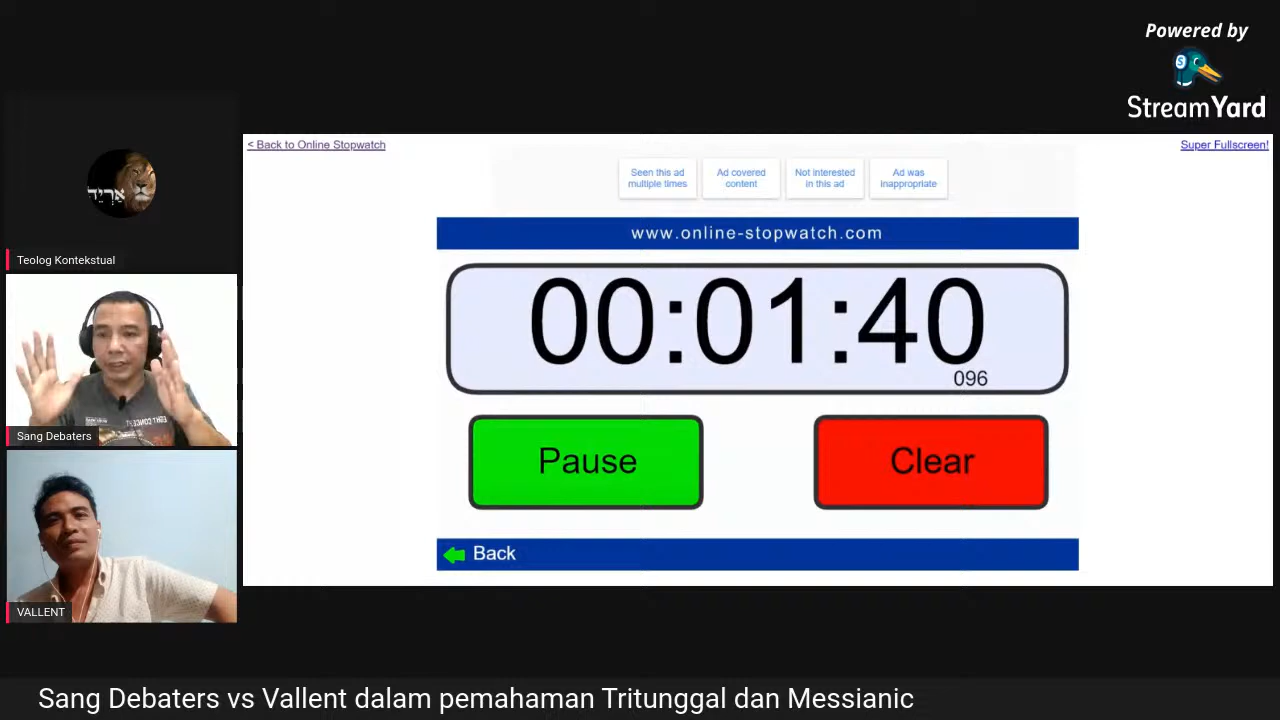 Powered by
StreamYard
< Back to Online Stopwatch
Super Fullscreen!
Seen this ad
multiple times
Ad covered
content
Not interested
in this ad
Ad was
inappropriate
www.online-stopwatch.com
00:01:40
096
Pause
Clear
Back
אַרְיֵה
Teolog Kontekstual
Sang Debaters
VALLENT
Sang Debaters vs Vallent dalam pemahaman Tritunggal dan Messianic